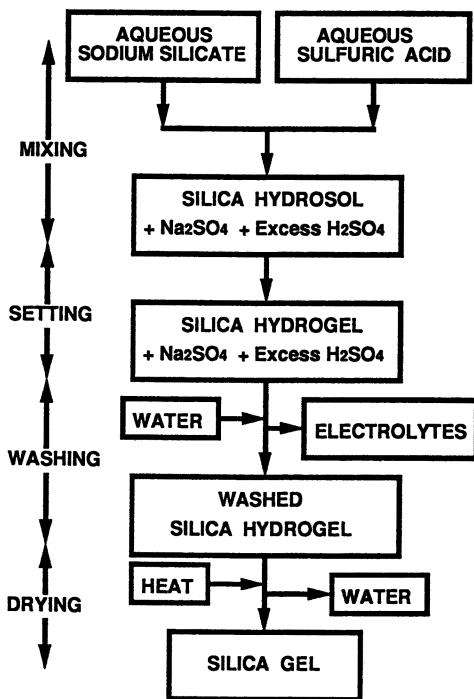 AQUEOUS
SODIUM SILICATE
AQUEOUS
SULFURIC ACID
MIXING
SILICA HYDROSOL
+ Na2SO4 + Excess H2SO4
SETTING
SILICA HYDROGEL
+ Na2SO4 + Excess H2SO4
WATER
ELECTROLYTES
WASHING
WASHED
SILICA HYDROGEL
HEAT
WATER
DRYING
SILICA GEL